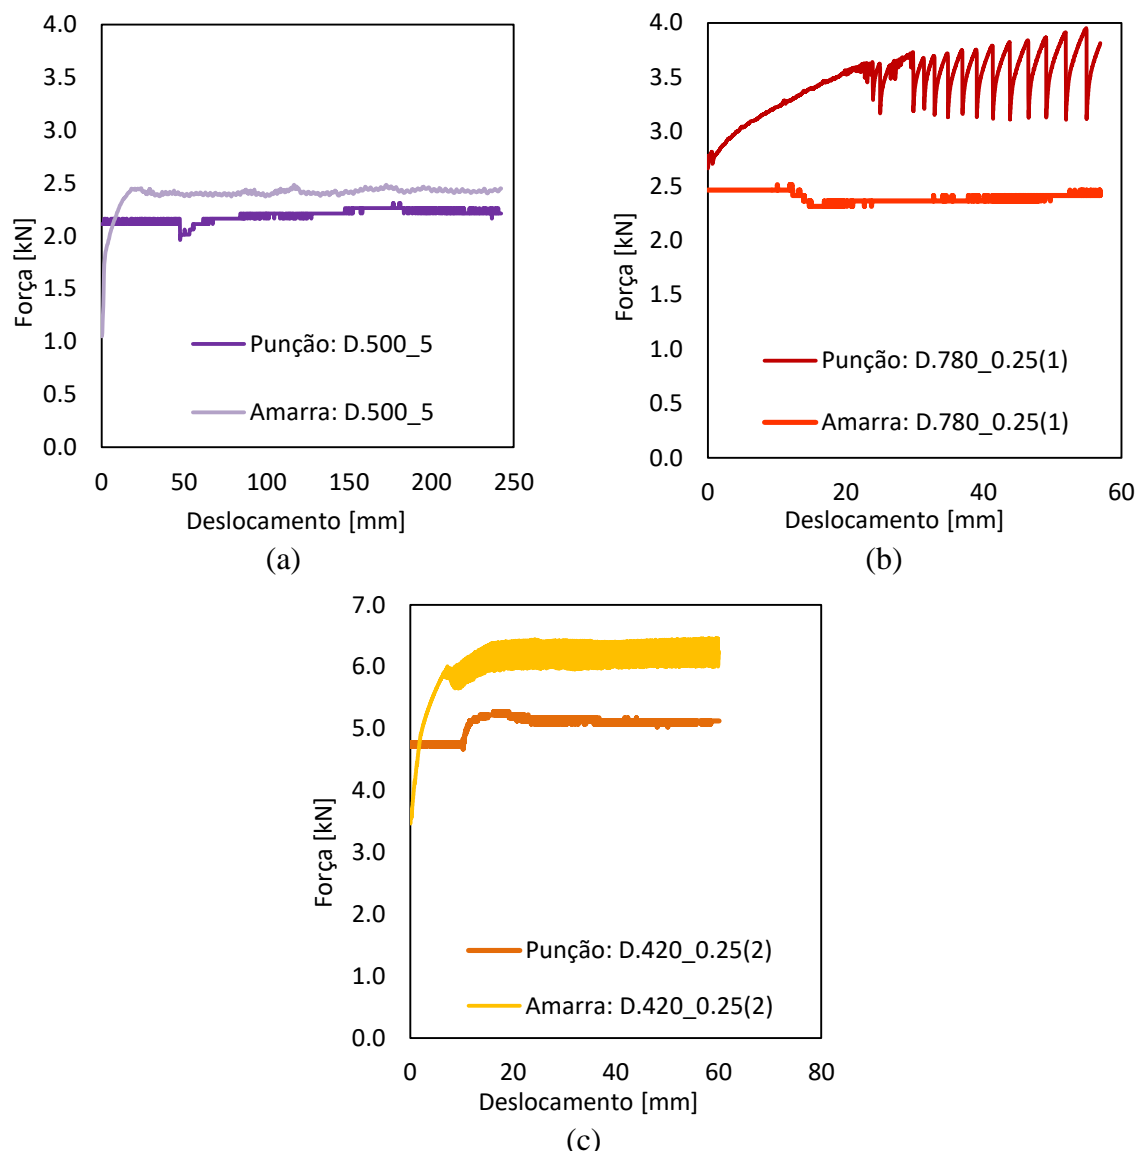 4.0
3.5
3.0
2.5
2.0
1.5
1.0
0.5
0.0
Força [kN]
Punção: D.500_5
Amarra: D.500_5
0 50 100 150 200 250
Deslocamento [mm]
(a)
4.0
3.5
3.0
2.5
2.0
1.5
1.0
0.5
0.0
Força [kN]
Punção: D.780_0.25(1)
Amarra: D.780_0.25(1)
0 20 40 60
Deslocamento [mm]
(b)
7.0
6.0
5.0
4.0
3.0
2.0
1.0
0.0
Força [kN]
Punção: D.420_0.25(2)
Amarra: D.420_0.25(2)
0 20 40 60 80
Deslocamento [mm]
(c)